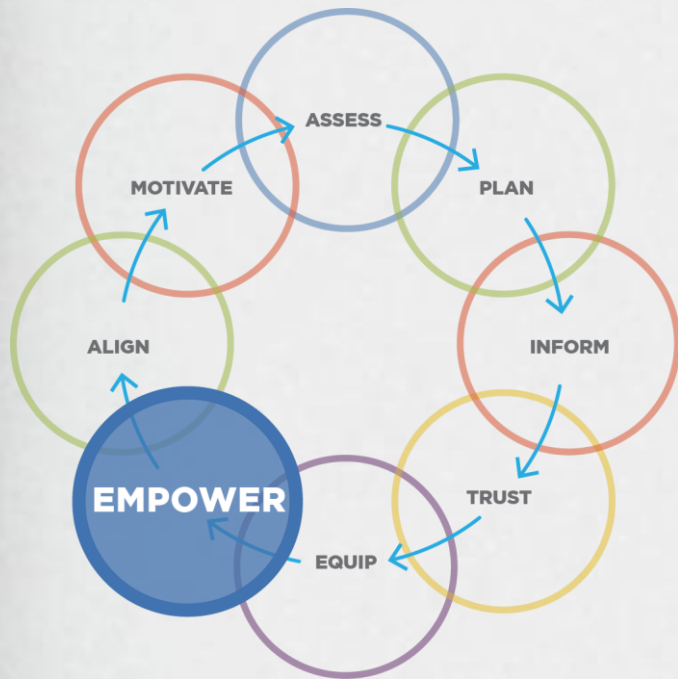 ASSESS
PLAN
INFORM
TRUST
EQUIP
EMPOWER
ALIGN
MOTIVATE